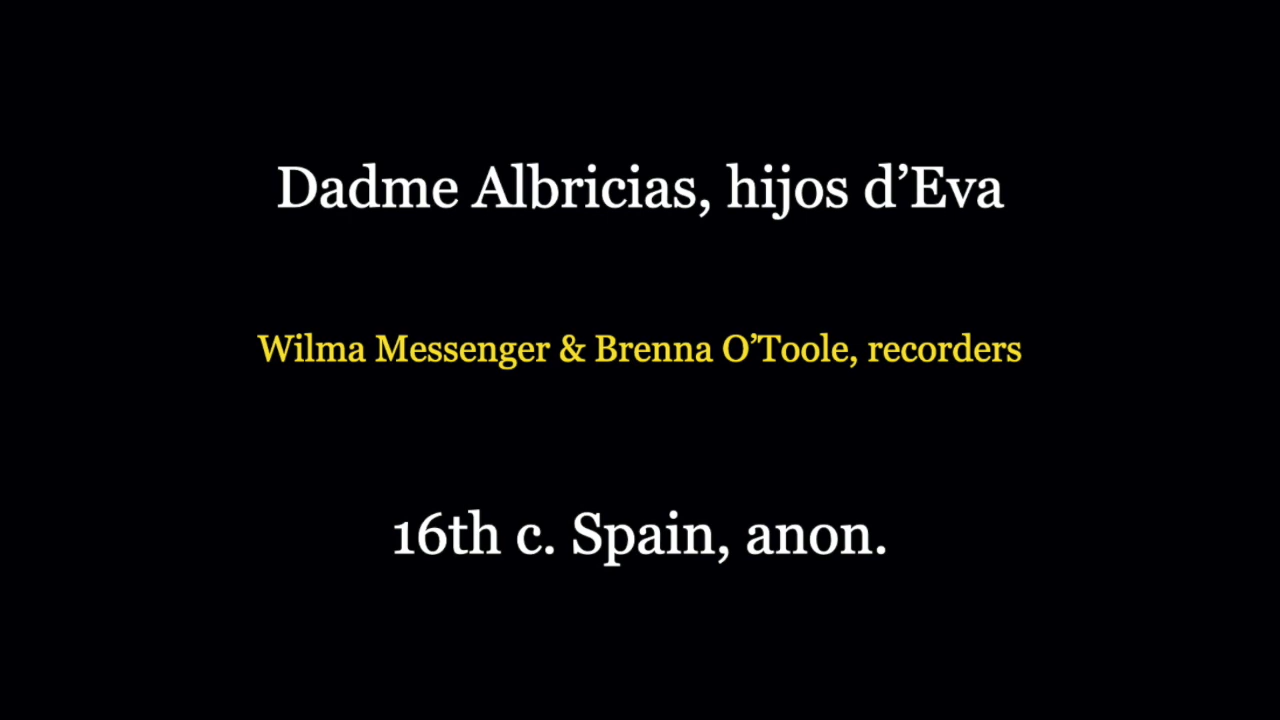 Dadme Albricias, hijos d’Eva
Wilma Messenger & Brenna O’Toole, recorders
16th c. Spain, anon.